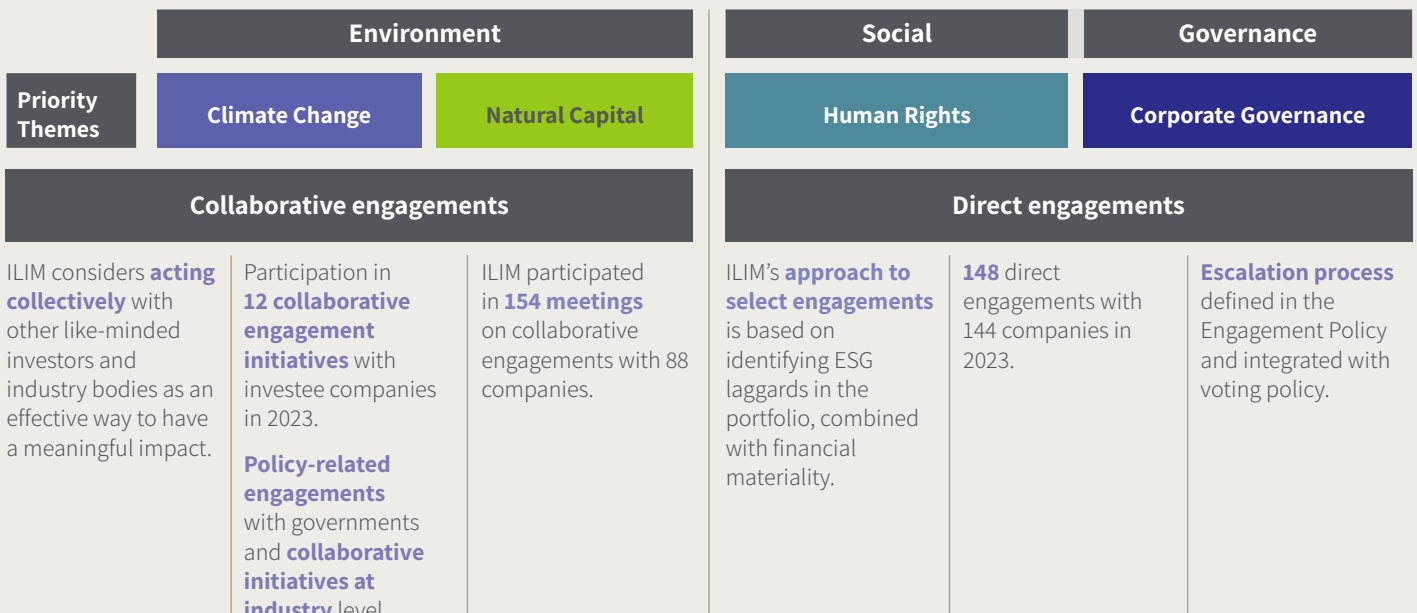 Environment
Social
Governance
Priority
Themes
Climate Change
Natural Capital
Human Rights
Corporate Governance
Collaborative engagements
Direct engagements
ILIM considers acting
collectively with
other like-minded
investors and
industry bodies as an
effective way to have
a meaningful impact.
Participation in
12 collaborative
engagement
initiatives with
investee companies
in 2023.
Policy-related
engagements
with governments
and collaborative
initiatives at
industry level
ILIM participated
in 154 meetings
on collaborative
engagements with 88
companies.
ILIM’s approach to
select engagements
is based on
identifying ESG
laggards in the
portfolio, combined
with financial
materiality.
148 direct
engagements with
144 companies in
2023.
Escalation process
defined in the
Engagement Policy
and integrated with
voting policy.